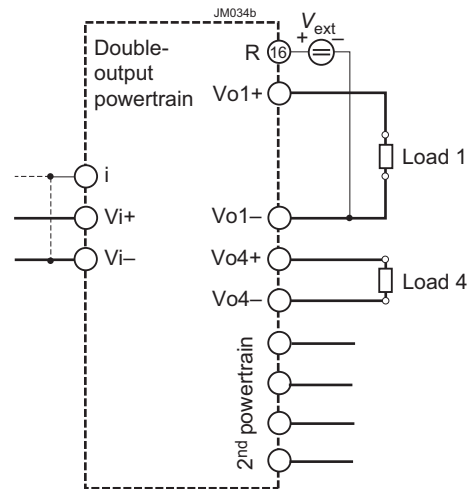 JM034b
Double-
output
powertrain
R 16 + Vext –
Vo1+
Load 1
i
Vi+
Vo1–
Vi–
Vo4+
Load 4
Vo4–
2nd powertrain